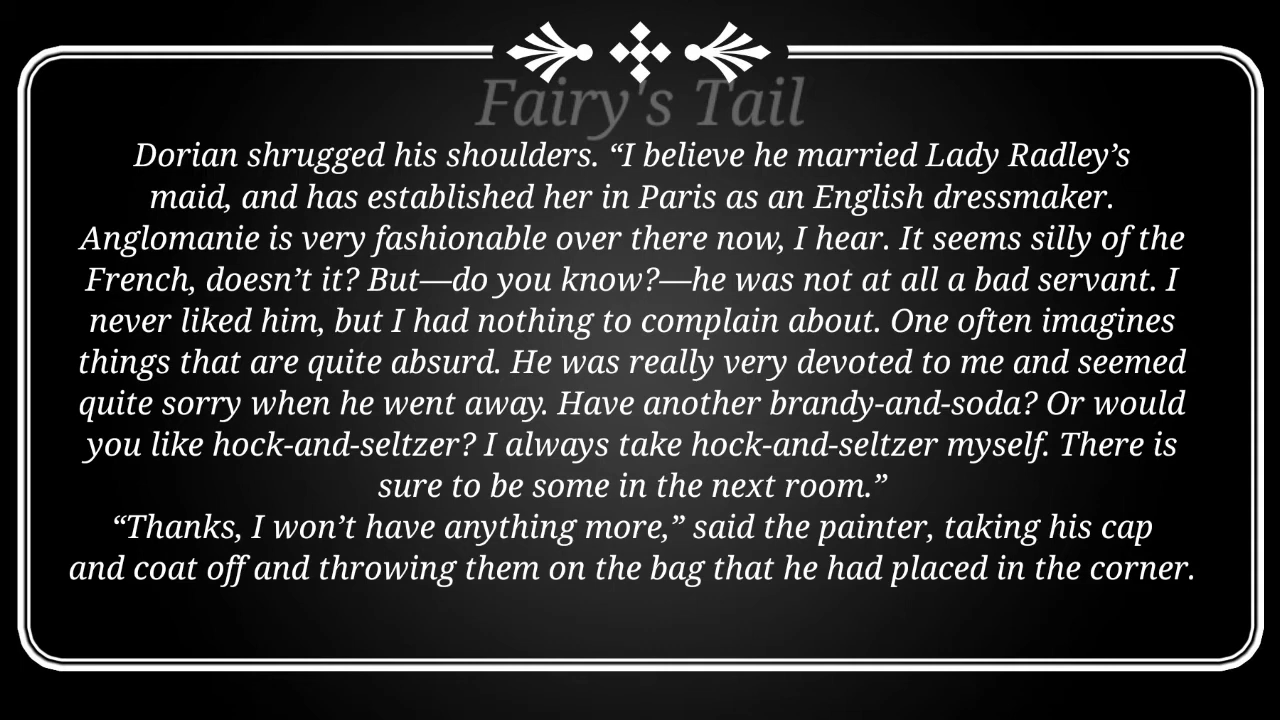 Fairy's Tail
Dorian shrugged his shoulders. “I believe he married Lady Radley’s
maid, and has established her in Paris as an English dressmaker.
Anglomanie is very fashionable over there now, I hear. It seems silly of the
French, doesn’t it? But—do you know?—he was not at all a bad servant. I
never liked him, but I had nothing to complain about. One often imagines
things that are quite absurd. He was really very devoted to me and seemed
quite sorry when he went away. Have another brandy-and-soda? Or would
you like hock-and-seltzer? I always take hock-and-seltzer myself. There is
sure to be some in the next room.”
“Thanks, I won’t have anything more,” said the painter, taking his cap
and coat off and throwing them on the bag that he had placed in the corner.